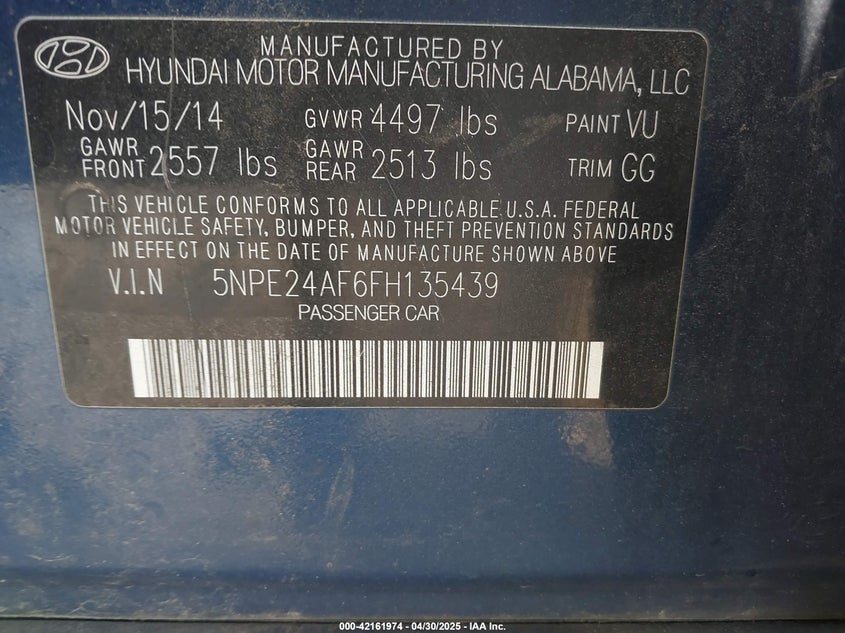 MANUFACTURED BY
HYUNDAI MOTOR MANUFACTURING ALABAMA, LLC
Nov/15/14 GVWR 4497 lbs PAINT VU
GAWR FRONT 2557 lbs GAWR REAR 2513 lbs TRIM GG
THIS VEHICLE CONFORMS TO ALL APPLICABLE U.S.A. FEDERAL
MOTOR VEHICLE SAFETY, BUMPER, AND THEFT PREVENTION STANDARDS
IN EFFECT ON THE DATE OF MANUFACTURE SHOWN ABOVE
V.I.N 5NPE24AF6FH135439
PASSENGER CAR
000-42161974 - 04/30/2025 - IAA Inc.